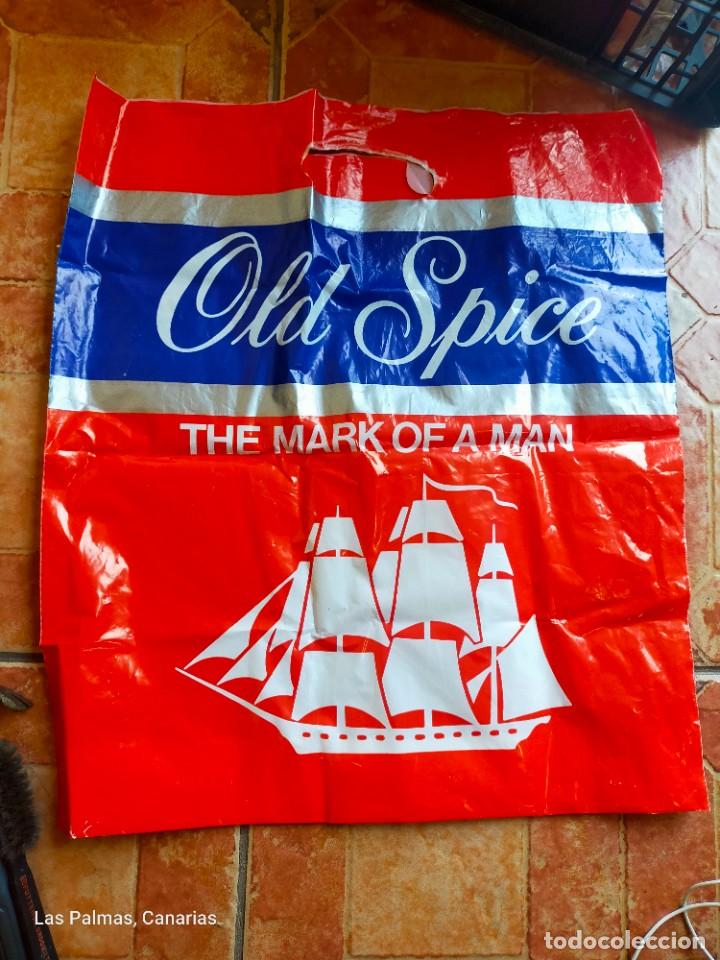 Old Spice
THE MARK OF A MAN
Las Palmas, Canarias
todocoleccion